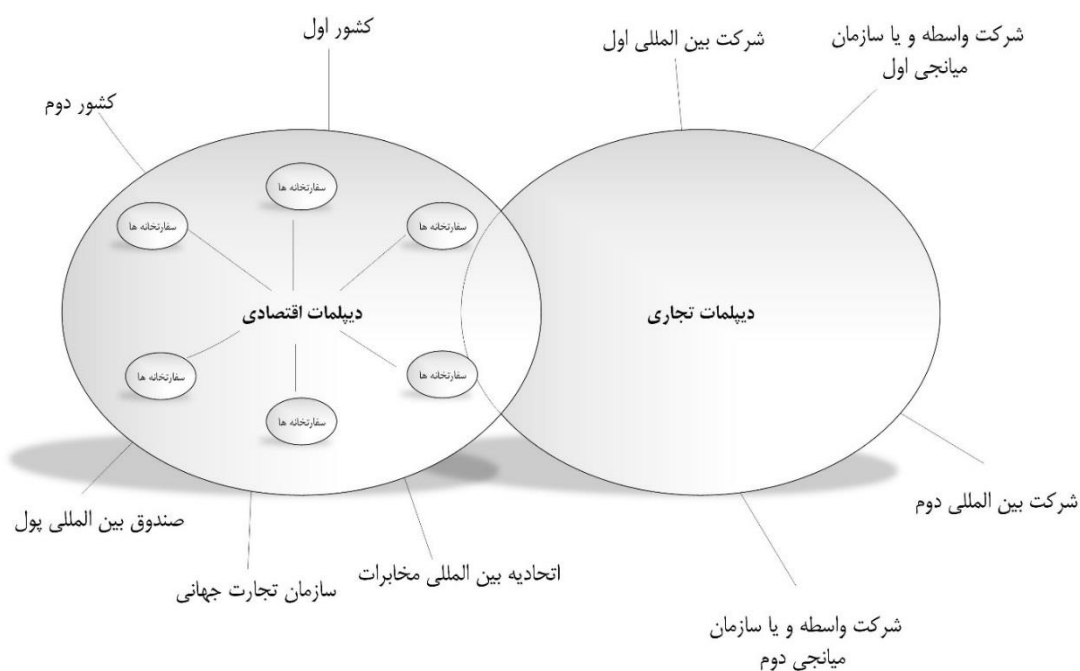 کشور اول
شرکت بین المللی اول
شرکت واسطه و یا سازمان
میانجی اول
کشور دوم
سفارتخانه ها
سفارتخانه ها
سفارتخانه ها
دیپلمات اقتصادی
دیپلمات تجاری
سفارتخانه ها
سفارتخانه ها
سفارتخانه ها
شرکت بین المللی دوم
صندوق بین المللی پول
اتحادیه بین المللی مخابرات
سازمان تجارت جهانی
شرکت واسطه و یا سازمان
میانجی دوم